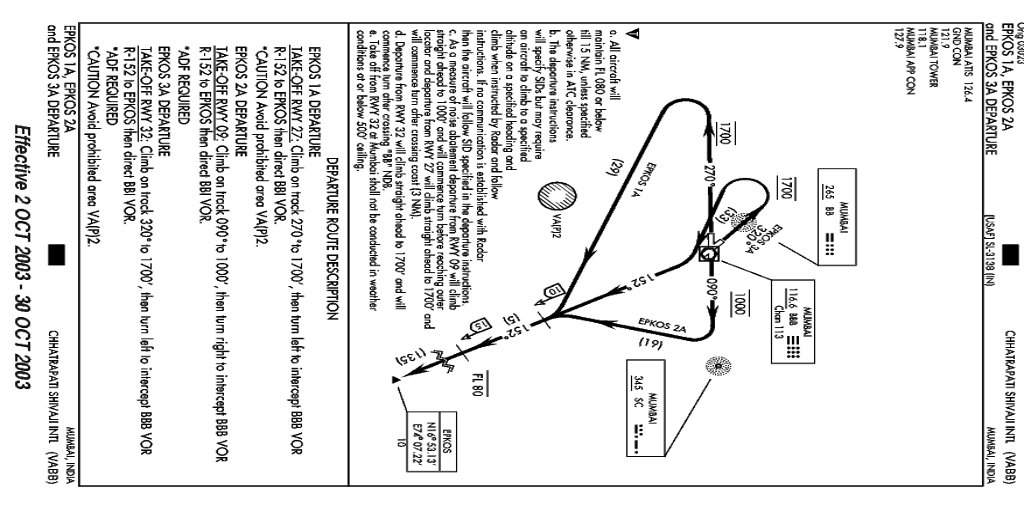 Orig 03023
EPKOS 1A, EPKOS 2A
and EPKOS 3A DEPARTURE
[USAF] SL-3138 (IN)
CHHATRAPATI SHIVAJI INTL (VABB)
MUMBAI, INDIA
MUMBAI ATIS 126.4
GND CON
121.9
MUMBAI TOWER
118.1
MUMBAI APP CON
127.9
MUMBAI
265 BB
MUMBAI
116.6 BBB
Chan 113
MUMBAI
345 SC
1700
1700
1000
270°
090°
320°
EPKOS 3A
(33)
EPKOS 1A
(29)
152°
EPKOS 2A
(16)
VA(P)2
10
(5)
152°
15
(135)
FL 80
EPKOS
N16° 53.13'
E74° 07.22'
10
a. All aircraft will
maintain FL 080 or below
till 15 NM, unless specified
otherwise in ATC clearance.
b. The departure instructions
will specify SIDs but may require
an aircraft to climb to a specified
altitude on a specified heading and
climb when instructed by Radar and follow
instructions. If no communication is established with Radar
then the aircraft will follow SID specified in the departure instructions.
c. As a measure of noise abatement departure from RWY 09 will climb
straight ahead to 1000' and will commence turn before reaching outer
locator and departure from RWY 27 will climb straight ahead to 1700' and
will commence turn after crossing coast (3 NM).
d. Departure from RWY 32 will climb straight ahead to 1700' and will
commence turn after crossing "BB" NDB.
e. Take off from RWY 32 at Mumbai shall not be conducted in weather
conditions at or below 500' ceiling.
DEPARTURE ROUTE DESCRIPTION
EPKOS 1A DEPARTURE
TAKE-OFF RWY 27: Climb on track 270° to 1700', then turn left to intercept BBB VOR
R-152 to EPKOS then direct BBJ VOR.
*CAUTION Avoid prohibited area VA(P)2.
EPKOS 2A DEPARTURE
TAKE-OFF RWY 09: Climb on track 090° to 1000', then turn right to intercept BBB VOR
R-152 to EPKOS then direct BBJ VOR.
*ADF REQUIRED
EPKOS 3A DEPARTURE
TAKE-OFF RWY 32: Climb on track 320° to 1700', then turn left to intercept BBB VOR
R-152 to EPKOS then direct BBJ VOR.
*ADF REQUIRED
*CAUTION Avoid prohibited area VA(P)2.
EPKOS 1A, EPKOS 2A
and EPKOS 3A DEPARTURE
CHHATRAPATI SHIVAJI INTL (VABB)
MUMBAI, INDIA
Effective 2 OCT 2003 - 30 OCT 2003